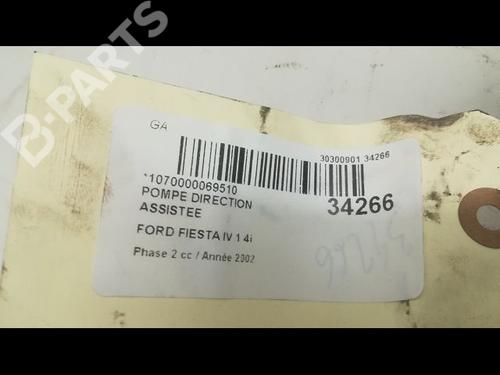 B-PARTS
GA
30300901 34266
*1070000069510
POMPE DIRECTION
ASSISTEE
34266
FORD FIESTA IV 1 4i
Phase 2 cc / Année 2002
34266